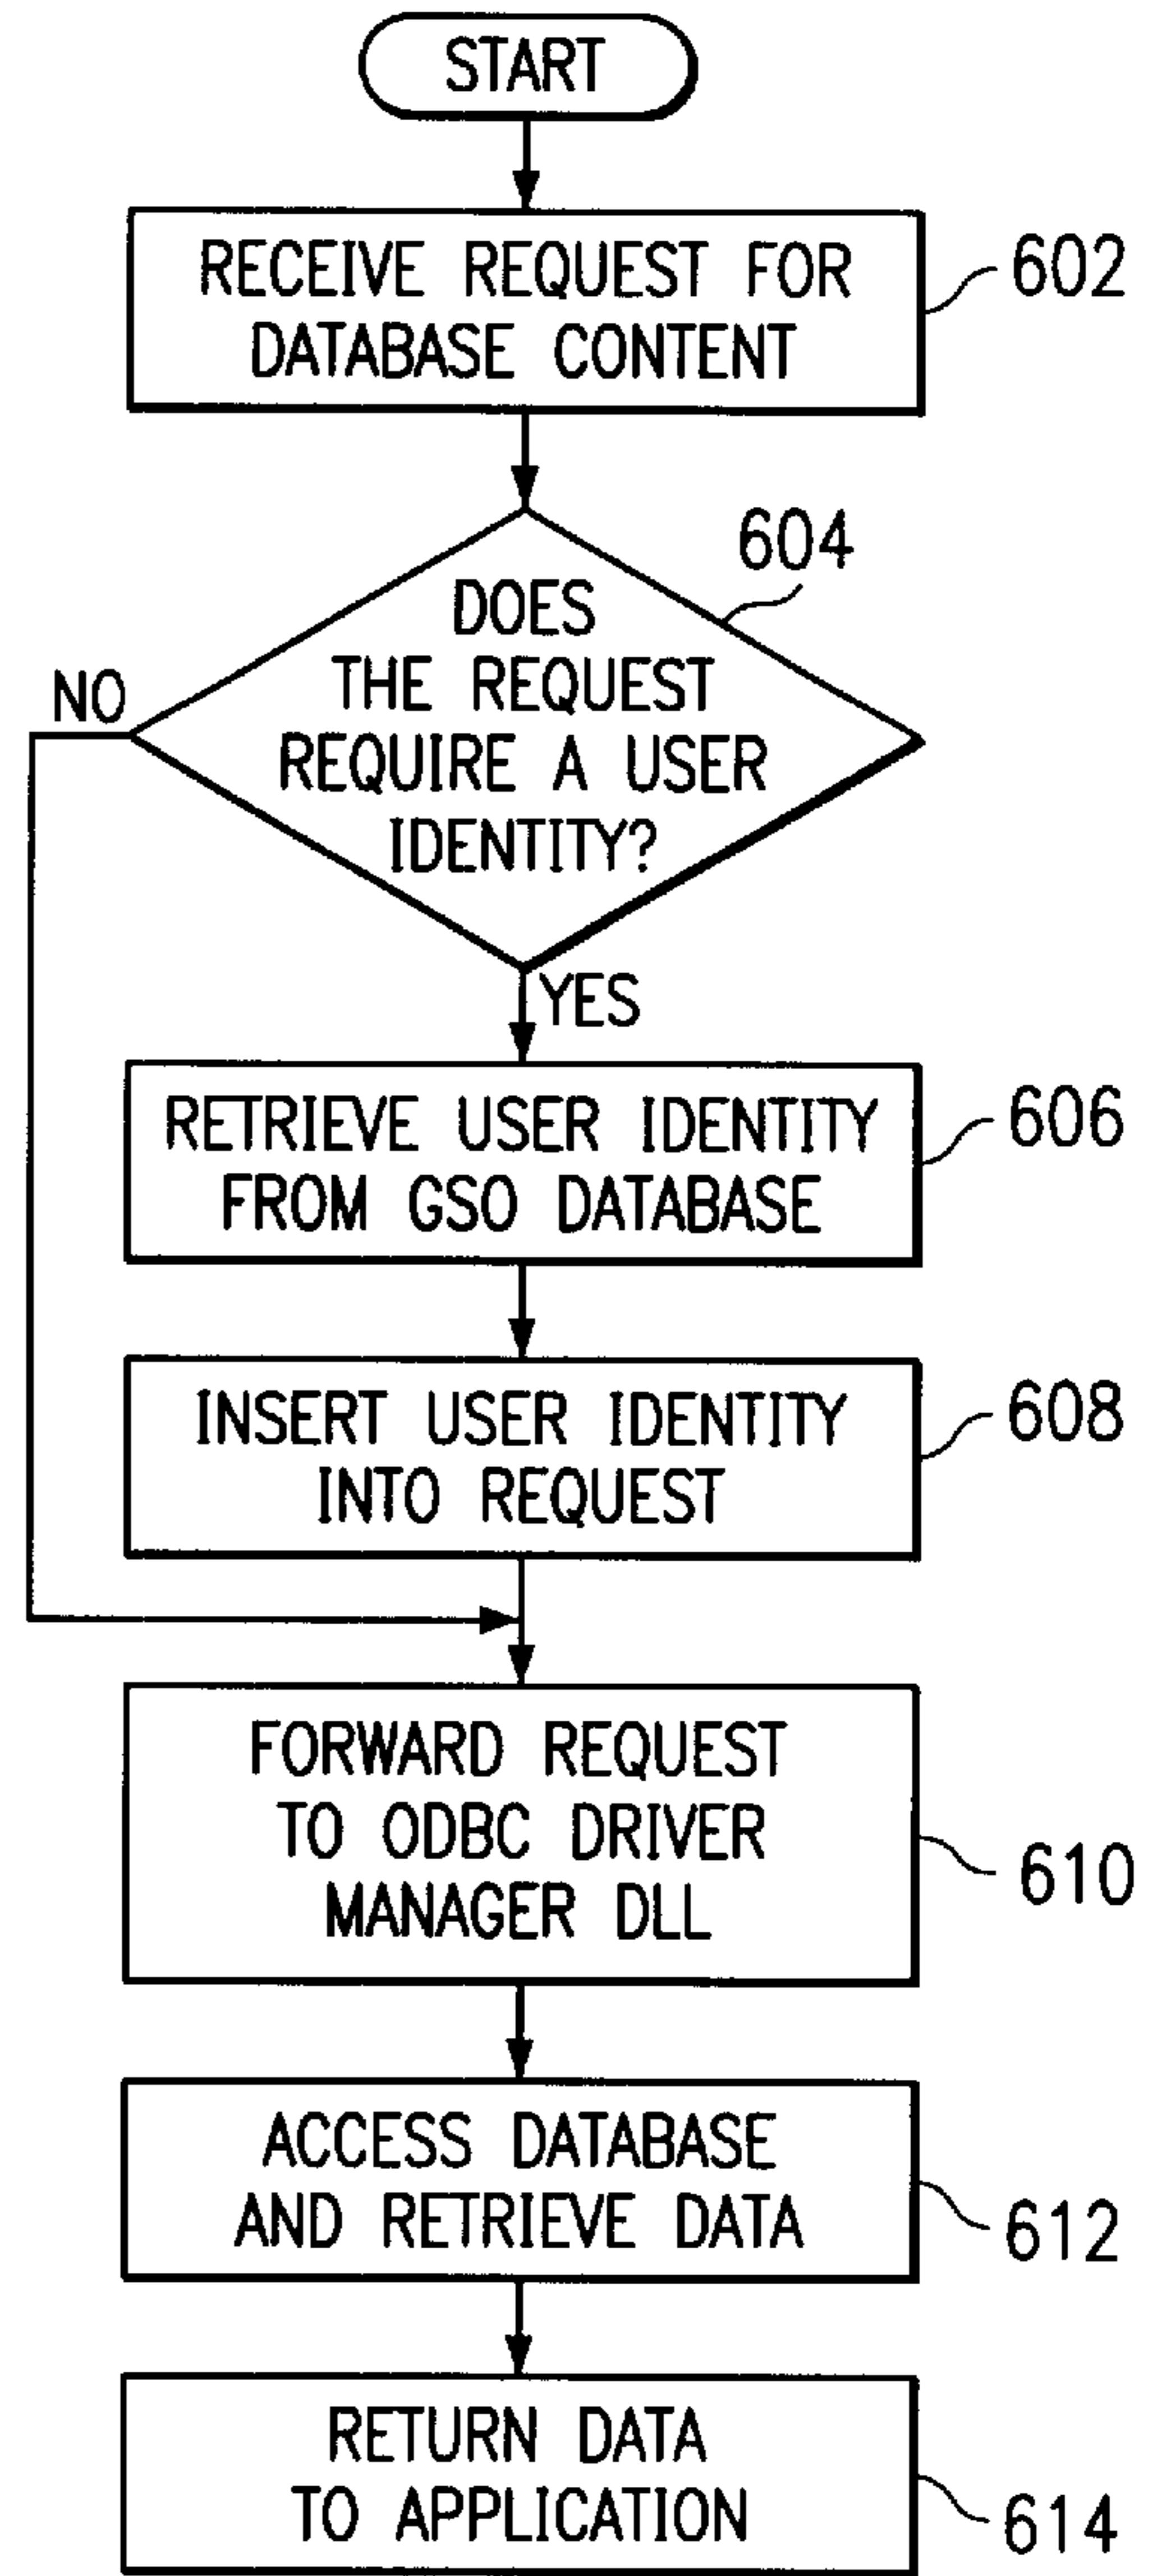 START
RECEIVE REQUEST FOR
DATABASE CONTENT
602
604
DOES
THE REQUEST
REQUIRE A USER
IDENTITY?
NO
YES
RETRIEVE USER IDENTITY
FROM GSO DATABASE
606
INSERT USER IDENTITY
INTO REQUEST
608
FORWARD REQUEST
TO ODBC DRIVER
MANAGER DLL
610
ACCESS DATABASE
AND RETRIEVE DATA
612
RETURN DATA
TO APPLICATION
614